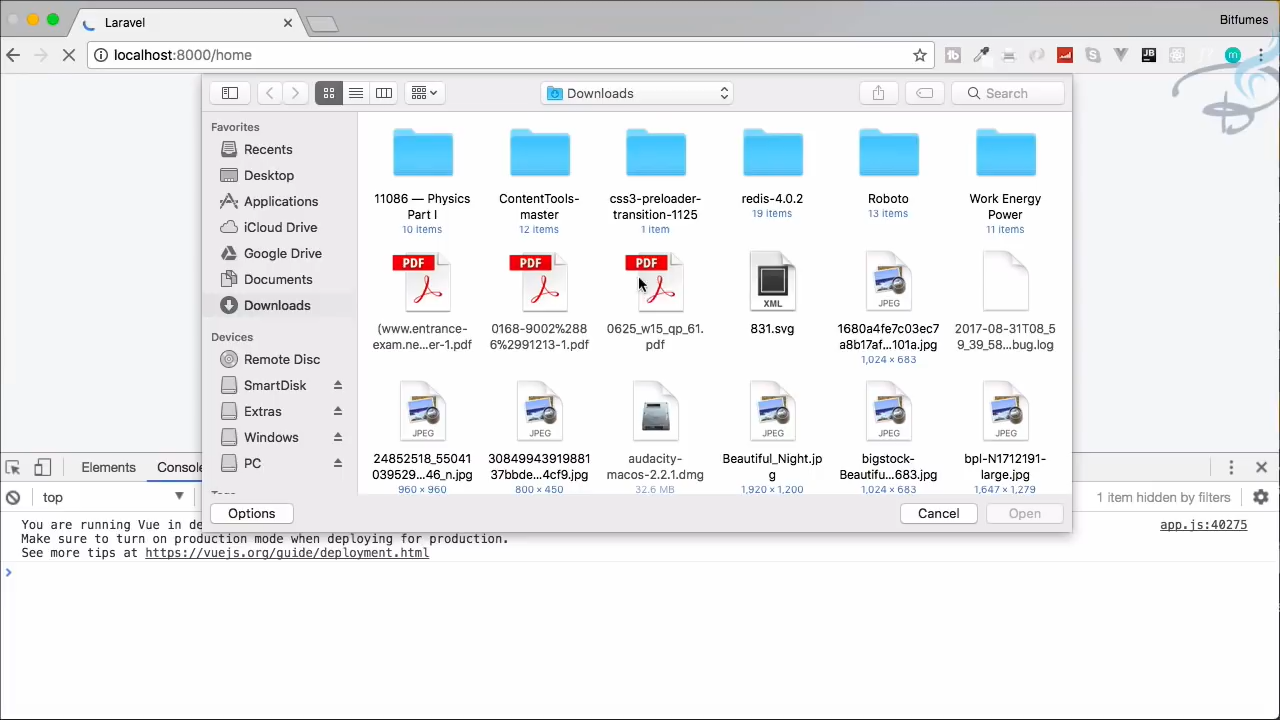 Laravel
Bitfumes
localhost:8000/home
Downloads
Search
Favorites
Recents
Desktop
Applications
iCloud Drive
Google Drive
Documents
Downloads
Devices
Remote Disc
SmartDisk
Extras
Windows
PC
11086 — Physics
Part I
10 items
ContentTools-
master
12 items
css3-preloader-
transition-1125
1 item
redis-4.0.2
19 items
Roboto
13 items
Work Energy
Power
11 items
PDF
(www.entrance-
exam.ne...er-1.pdf
PDF
0168-9002%288
6%2991213-1.pdf
PDF
0625_w15_qp_61.
pdf
XML
831.svg
JPEG
1680a4fe7c03ec7
a8b17af...101a.jpg
1,024 × 683
2017-08-31T08_5
9_39_58...bug.log
JPEG
24852518_55041
039529...46_n.jpg
960 × 960
JPEG
30849943919881
37bbde...4cf9.jpg
800 × 450
audacity-
macos-2.2.1.dmg
32.6 MB
JPEG
Beautiful_Night.jp
g
1,920 × 1,200
JPEG
bigstock-
Beautifu...683.jpg
1,024 × 683
JPEG
bpl-N1712191-
large.jpg
1,647 × 1,279
Options
Cancel
Open
Elements
Console
top
1 item hidden by filters
You are running Vue in de
app.js:40275
Make sure to turn on production mode when deploying for production.
See more tips at https://vuejs.org/guide/deployment.html